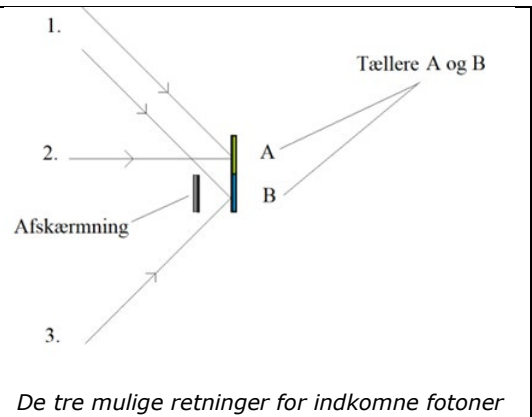 1.
Tællere A og B
2.
A
B
Afskærmning
3.
De tre mulige retninger for indkomne fotoner